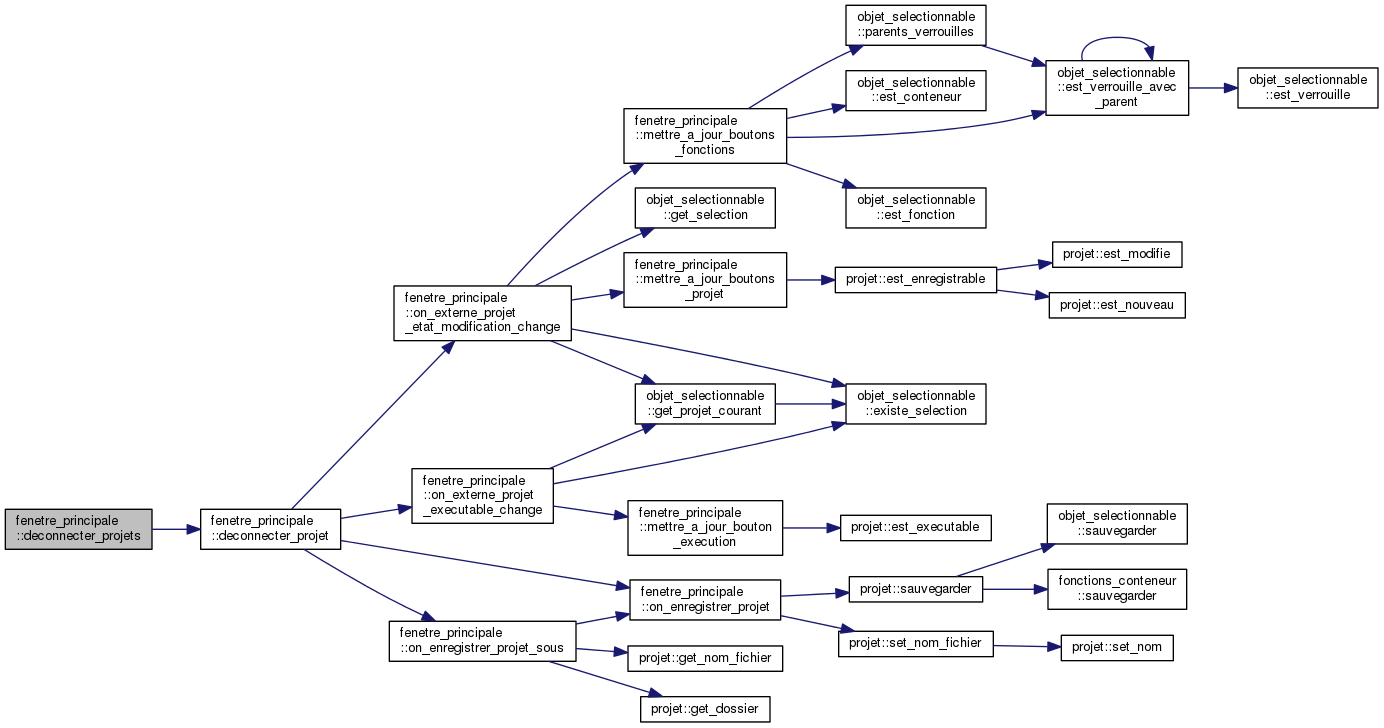 objet_selectionnable
::parents_verrouilles
objet_selectionnable
::est_verrouille_avec
_parent
objet_selectionnable
::est_verrouille
objet_selectionnable
::est_conteneur
fenetre_principale
::mettre_a_jour_boutons
_fonctions
objet_selectionnable
::est_fonction
objet_selectionnable
::get_selection
fenetre_principale
::mettre_a_jour_boutons
_projet
projet::est_enregistrable
projet::est_modifie
projet::est_nouveau
fenetre_principale
::on_externe_projet
_etat_modification_change
objet_selectionnable
::get_projet_courant
objet_selectionnable
::existe_selection
fenetre_principale
::on_externe_projet
_executable_change
fenetre_principale
::deconnecter_projets
fenetre_principale
::deconnecter_projet
fenetre_principale
::mettre_a_jour_bouton
_execution
projet::est_executable
objet_selectionnable
::sauvegarder
fenetre_principale
::on_enregistrer_projet
projet::sauvegarder
fonctions_conteneur
::sauvegarder
fenetre_principale
::on_enregistrer_projet_sous
projet::set_nom_fichier
projet::set_nom
projet::get_nom_fichier
projet::get_dossier